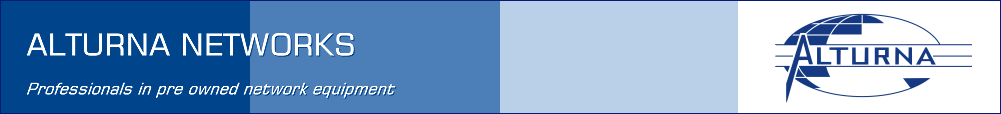 ALTURNA NETWORKS
Professionals in pre owned network equipment
ALTURNA